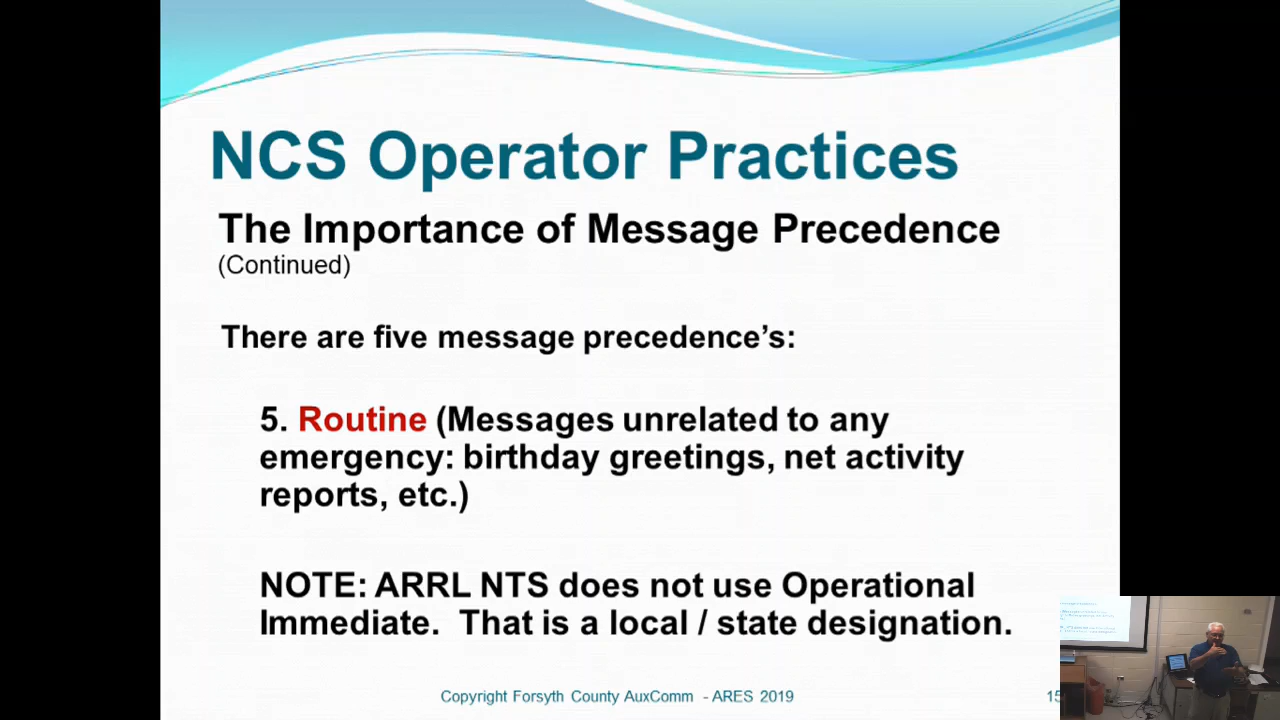 NCS Operator Practices
The Importance of Message Precedence
(Continued)
There are five message precedence’s:
5. Routine (Messages unrelated to any
emergency: birthday greetings, net activity
reports, etc.)
NOTE: ARRL NTS does not use Operational
Immediate.  That is a local / state designation.
Copyright Forsyth County AuxComm  - ARES 2019